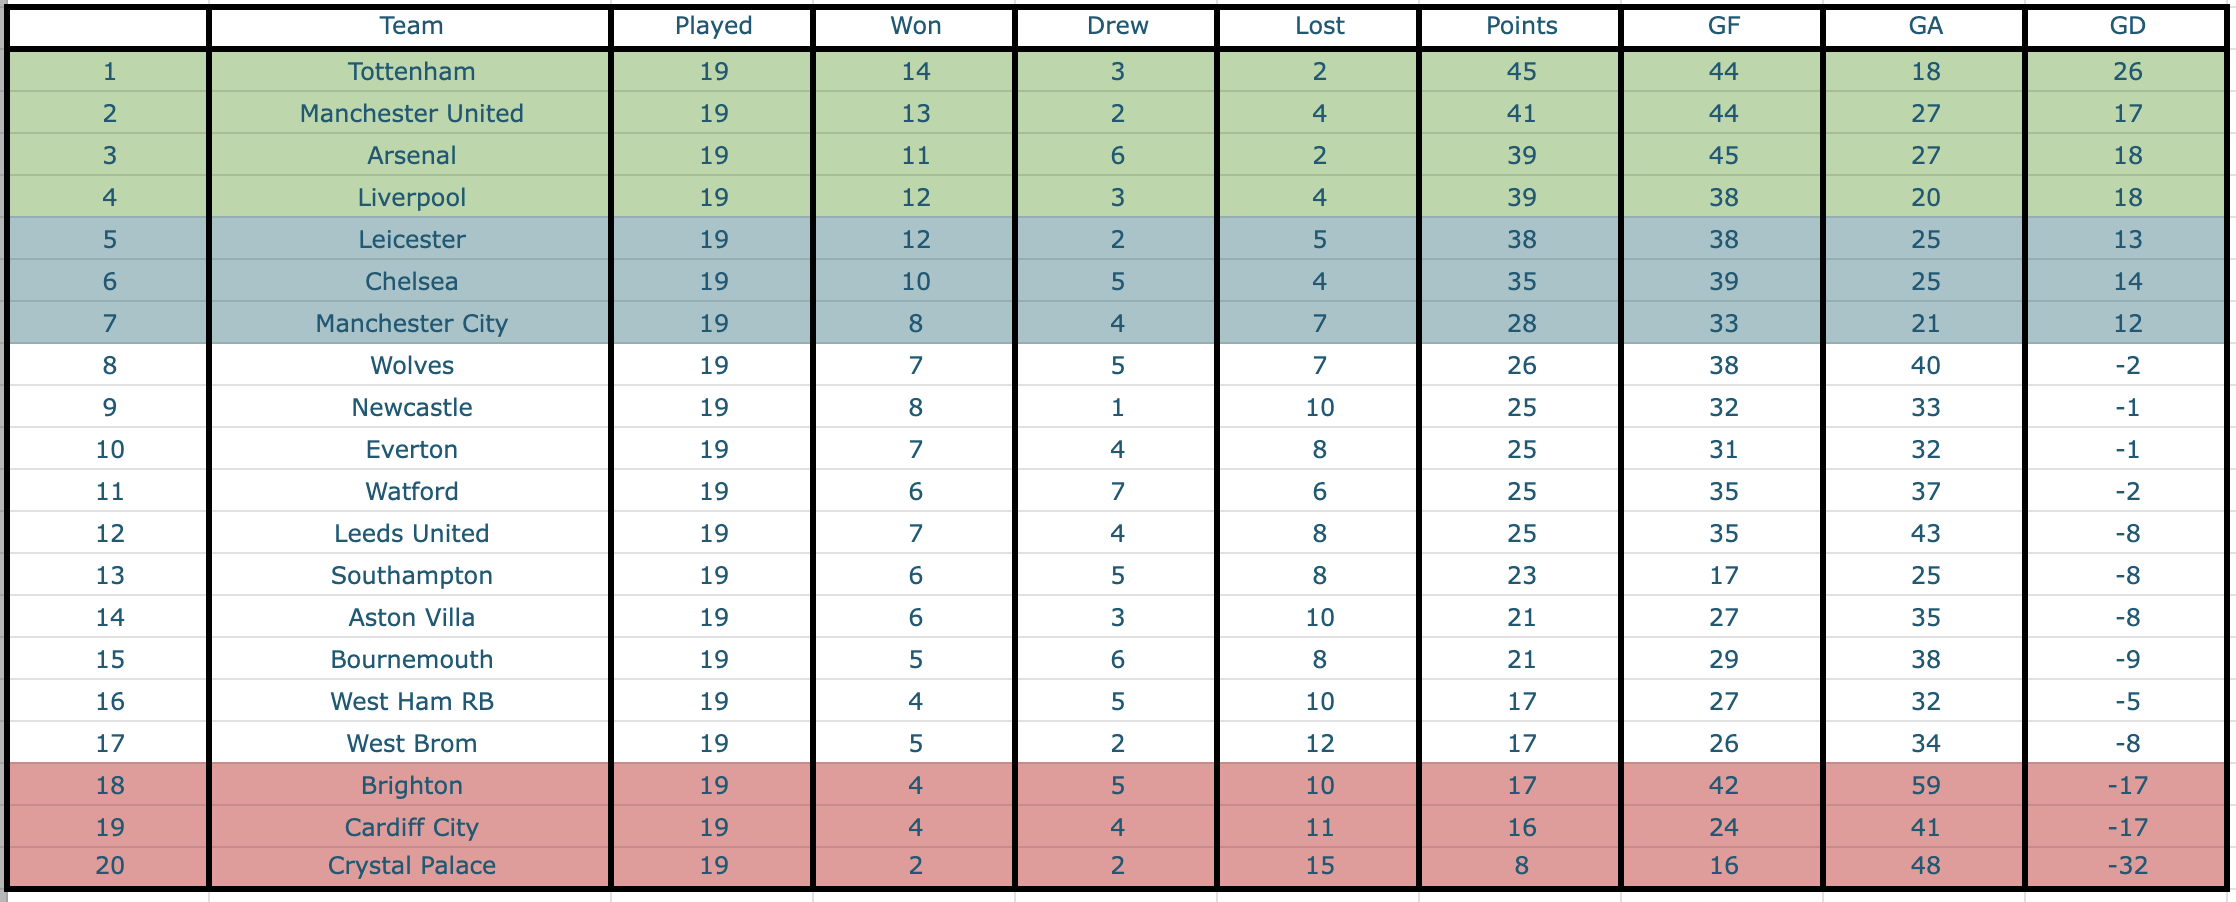 Team Played Won Drew Lost Points GF GA GD
1 Tottenham 19 14 3 2 45 44 18 26
2 Manchester United 19 13 2 4 41 44 27 17
3 Arsenal 19 11 6 2 39 45 27 18
4 Liverpool 19 12 3 4 39 38 20 18
5 Leicester 19 12 2 5 38 38 25 13
6 Chelsea 19 10 5 4 35 39 25 14
7 Manchester City 19 8 4 7 28 33 21 12
8 Wolves 19 7 5 7 26 38 40 -2
9 Newcastle 19 8 1 10 25 32 33 -1
10 Everton 19 7 4 8 25 31 32 -1
11 Watford 19 6 7 6 25 35 37 -2
12 Leeds United 19 7 4 8 25 35 43 -8
13 Southampton 19 6 5 8 23 17 25 -8
14 Aston Villa 19 6 3 10 21 27 35 -8
15 Bournemouth 19 5 6 8 21 29 38 -9
16 West Ham RB 19 4 5 10 17 27 32 -5
17 West Brom 19 5 2 12 17 26 34 -8
18 Brighton 19 4 5 10 17 42 59 -17
19 Cardiff City 19 4 4 11 16 24 41 -17
20 Crystal Palace 19 2 2 15 8 16 48 -32